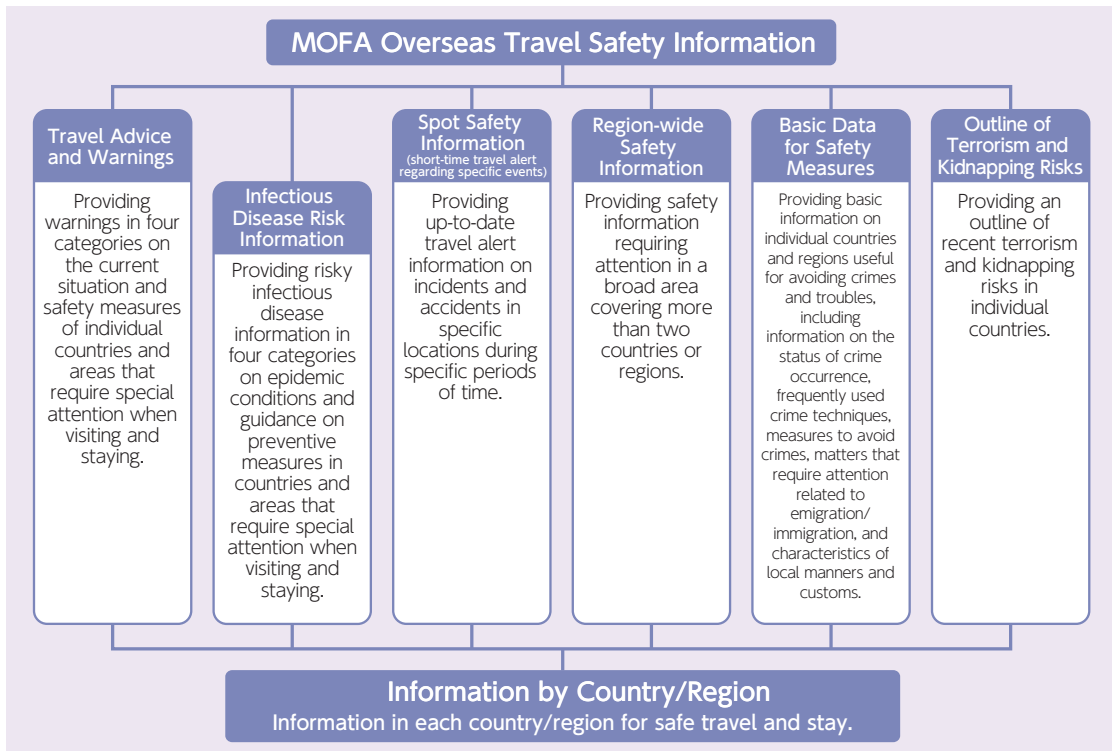 MOFA Overseas Travel Safety Information
Travel Advice
and Warnings
Providing
warnings in four
categories on
the current
situation and
safety measures
of individual
countries and
areas that
require special
attention when
visiting and
staying.
Infectious
Disease Risk
Information
Providing risky
infectious
disease
information in
four categories
on epidemic
conditions and
guidance on
preventive
measures in
countries and
areas that
require special
attention when
visiting and
staying.
Spot Safety
Information
(short-time travel alert
regarding specific events)
Providing
up-to-date
travel alert
information on
incidents and
accidents in
specific
locations during
specific periods
of time.
Region-wide
Safety
Information
Providing safety
information
requiring
attention in a
broad area
covering more
than two
countries or
regions.
Basic Data
for Safety
Measures
Providing basic
information on
individual countries
and regions useful
for avoiding crimes
and troubles,
including
information on the
status of crime
occurrence,
frequently used
crime techniques,
measures to avoid
crimes, matters that
require attention
related to
emigration/
immigration, and
characteristics of
local manners and
customs.
Outline of
Terrorism and
Kidnapping Risks
Providing an
outline of
recent terrorism
and kidnapping
risks in
individual
countries.
Information by Country/Region
Information in each country/region for safe travel and stay.